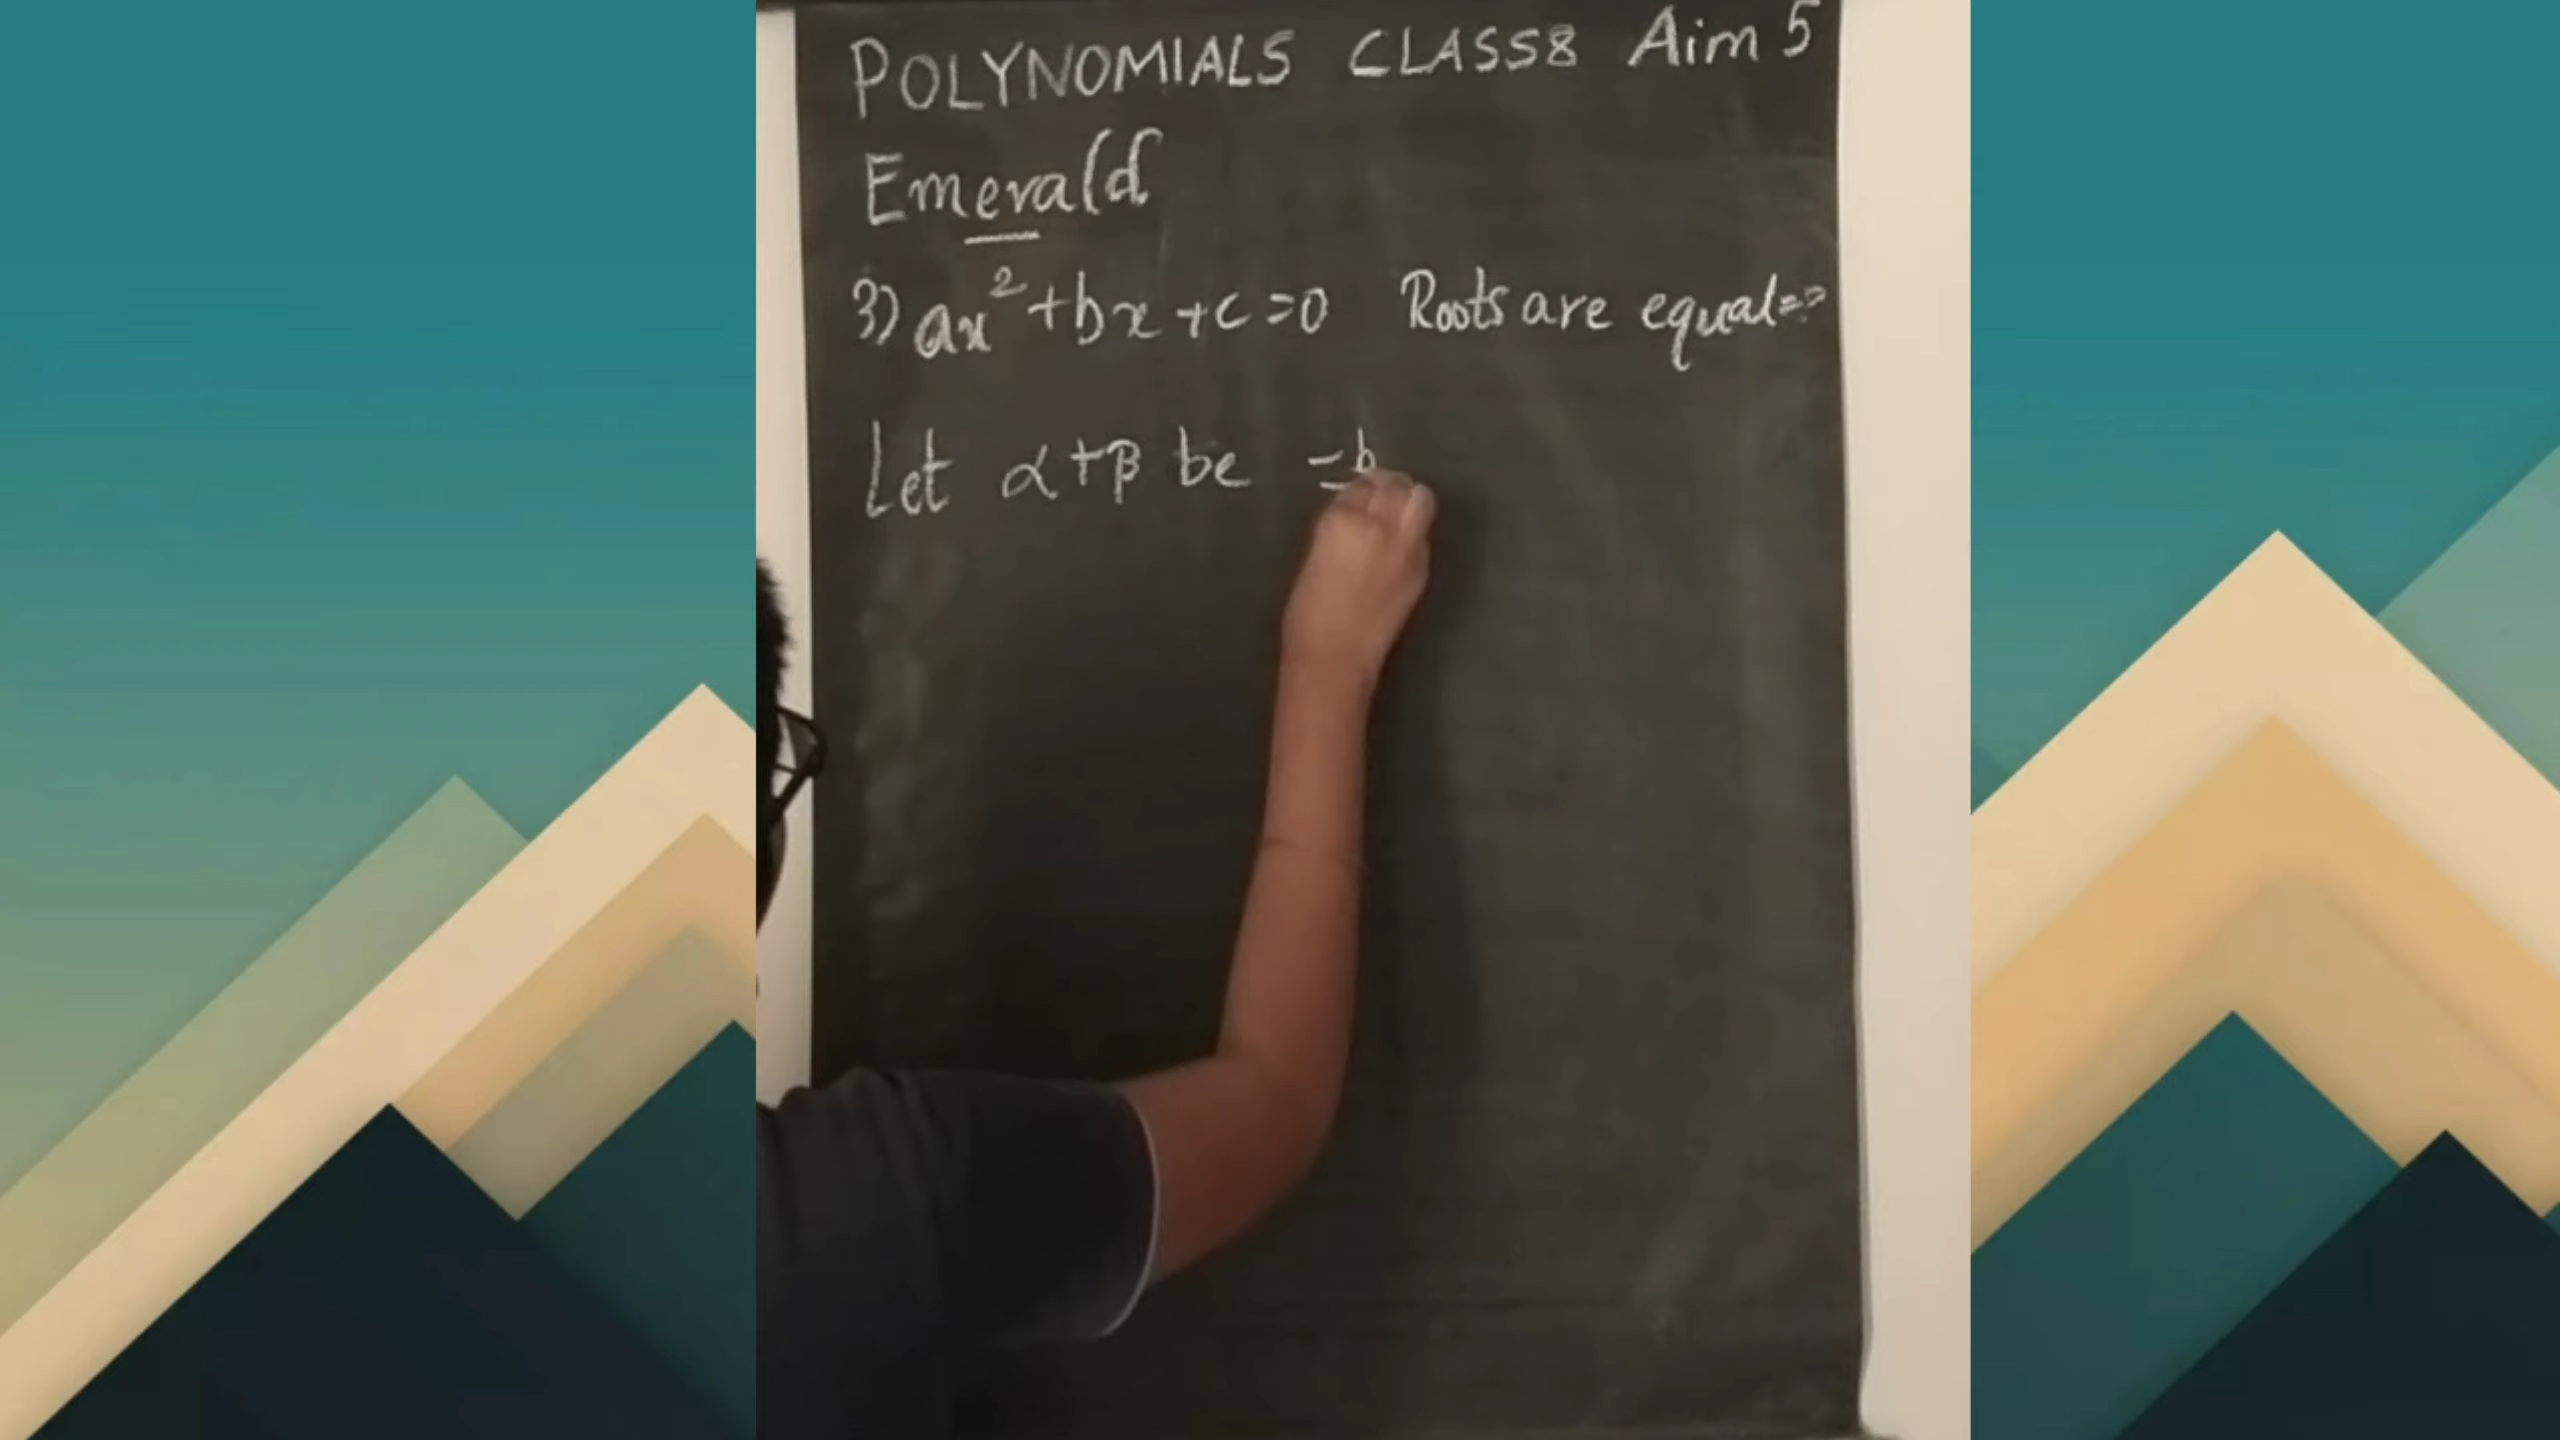 POLYNOMIALS CLASS8 Aim 5
Emerald
3) ax² + bx + c = 0 Roots are equal =>
Let α + β be -b